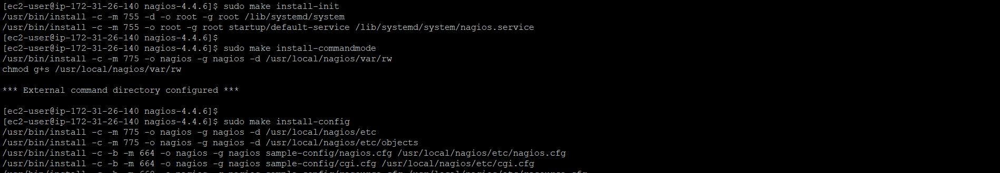 [ec2-user@ip-172-31-26-140 nagios-4.4.6]$ sudo make install-init
/usr/bin/install -c -m 755 -d -o root -g root /lib/systemd/system
/usr/bin/install -c -m 755 -o root -g root startup/default-service /lib/systemd/system/nagios.service
[ec2-user@ip-172-31-26-140 nagios-4.4.6]$
[ec2-user@ip-172-31-26-140 nagios-4.4.6]$ sudo make install-commandmode
/usr/bin/install -c -m 775 -o nagios -g nagios -d /usr/local/nagios/var/rw
chmod g+s /usr/local/nagios/var/rw
*** External command directory configured ***
[ec2-user@ip-172-31-26-140 nagios-4.4.6]$
[ec2-user@ip-172-31-26-140 nagios-4.4.6]$ sudo make install-config
/usr/bin/install -c -m 775 -o nagios -g nagios -d /usr/local/nagios/etc
/usr/bin/install -c -m 775 -o nagios -g nagios -d /usr/local/nagios/etc/objects
/usr/bin/install -c -b -m 664 -o nagios -g nagios sample-config/nagios.cfg /usr/local/nagios/etc/nagios.cfg
/usr/bin/install -c -b -m 664 -o nagios -g nagios sample-config/cgi.cfg /usr/local/nagios/etc/cgi.cfg